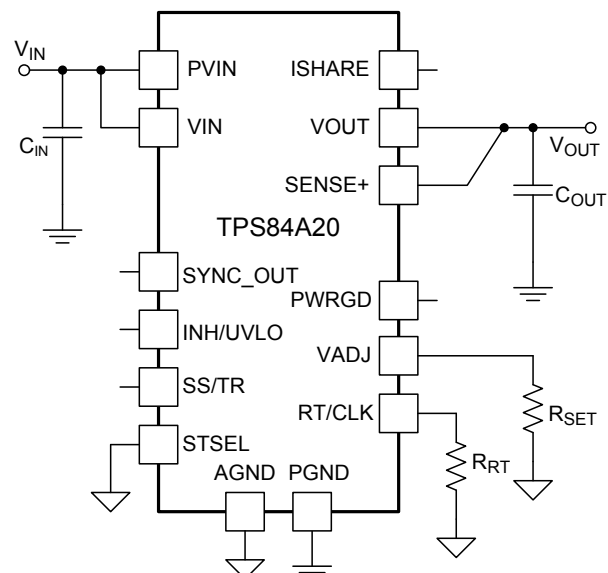 VIN
CIN
PVIN
VIN
ISHARE
VOUT
SENSE+
VOUT
COUT
TPS84A20
SYNC_OUT
INH/UVLO
SS/TR
STSEL
PWRGD
VADJ
RT/CLK
RSET
RRT
AGND
PGND